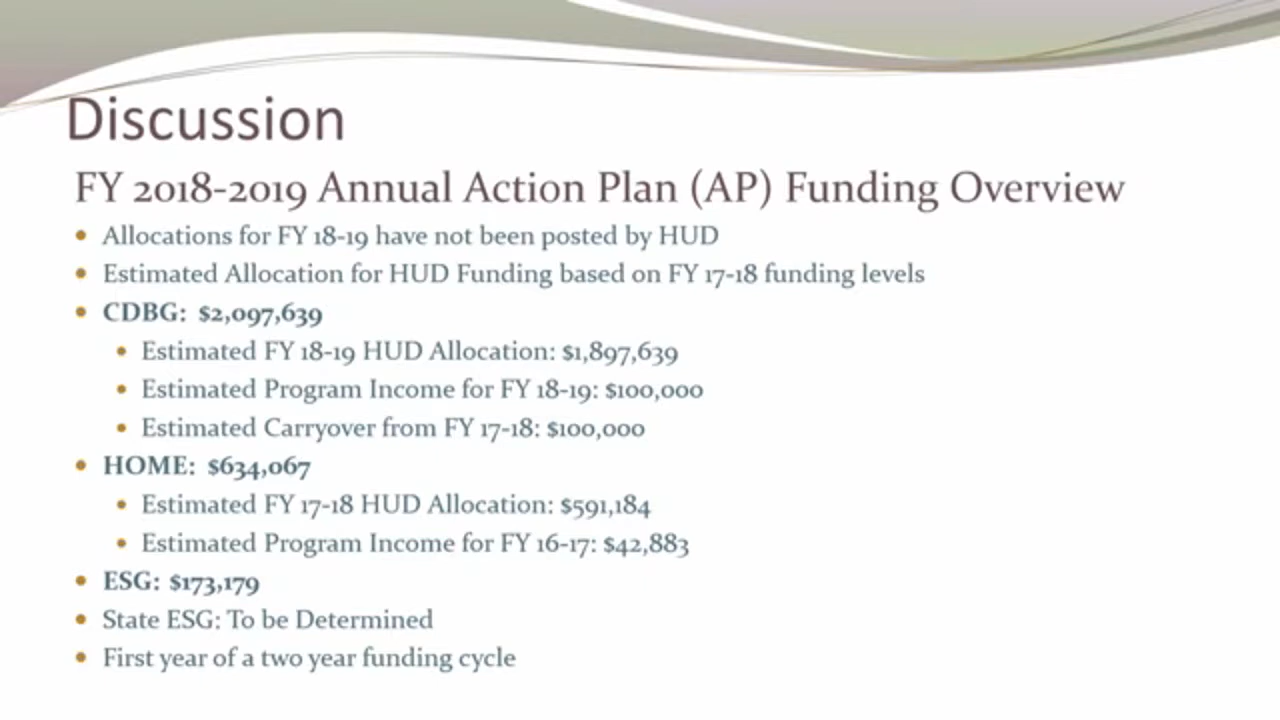 Discussion
FY 2018-2019 Annual Action Plan (AP) Funding Overview
• Allocations for FY 18-19 have not been posted by HUD
• Estimated Allocation for HUD Funding based on FY 17-18 funding levels
• CDBG: $2,097,639
• Estimated FY 18-19 HUD Allocation: $1,897,639
• Estimated Program Income for FY 18-19: $100,000
• Estimated Carryover from FY 17-18: $100,000
• HOME: $634,067
• Estimated FY 17-18 HUD Allocation: $591,184
• Estimated Program Income for FY 16-17: $42,883
• ESG: $173,179
• State ESG: To be Determined
• First year of a two year funding cycle